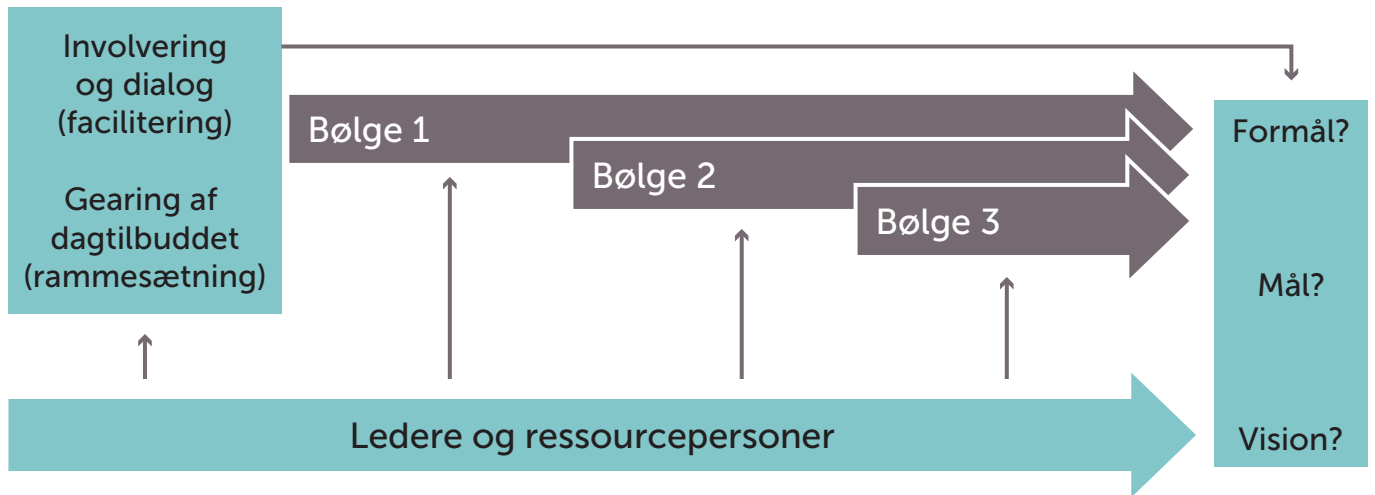 Involvering
og dialog
(facilitering)
Gearing af
dagtilbuddet
(rammesætning)
Bølge 1
Bølge 2
Bølge 3
Formål?
Mål?
Vision?
Ledere og ressourcepersoner